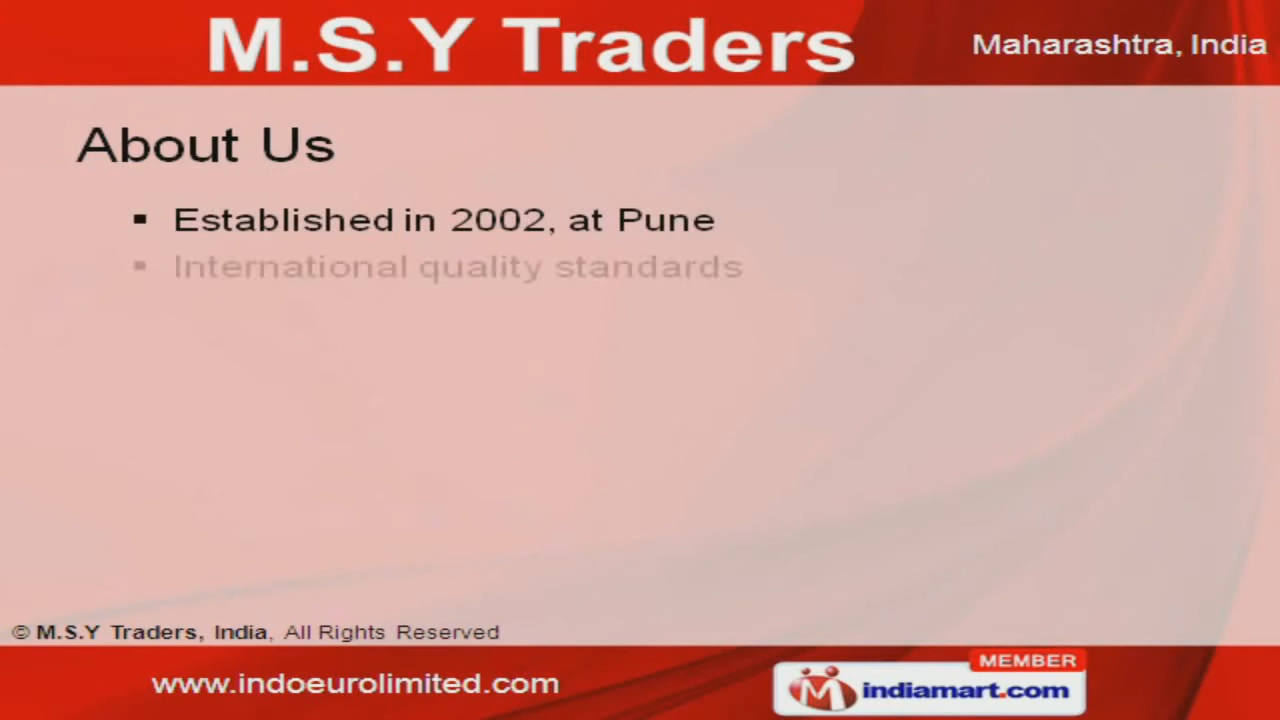 M.S.Y Traders
Maharashtra, India
About Us
▪ Established in 2002, at Pune
▪ International quality standards
© M.S.Y Traders, India, All Rights Reserved
www.indoeurolimited.com
MEMBER
indiamart.com